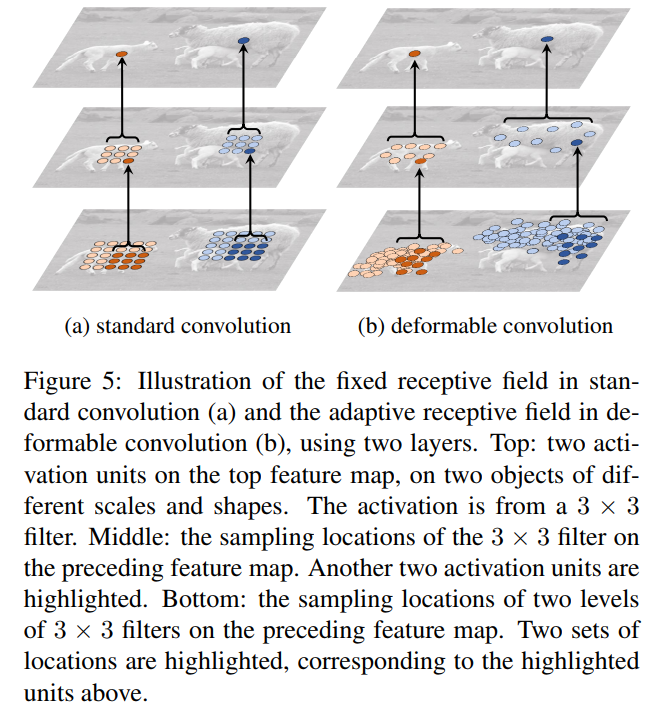 (a) standard convolution
(b) deformable convolution
Figure 5: Illustration of the fixed receptive field in stan-
dard convolution (a) and the adaptive receptive field in de-
formable convolution (b), using two layers. Top: two acti-
vation units on the top feature map, on two objects of dif-
ferent scales and shapes. The activation is from a 3 × 3
filter. Middle: the sampling locations of the 3 × 3 filter on
the preceding feature map. Another two activation units are
highlighted. Bottom: the sampling locations of two levels
of 3 × 3 filters on the preceding feature map. Two sets of
locations are highlighted, corresponding to the highlighted
units above.